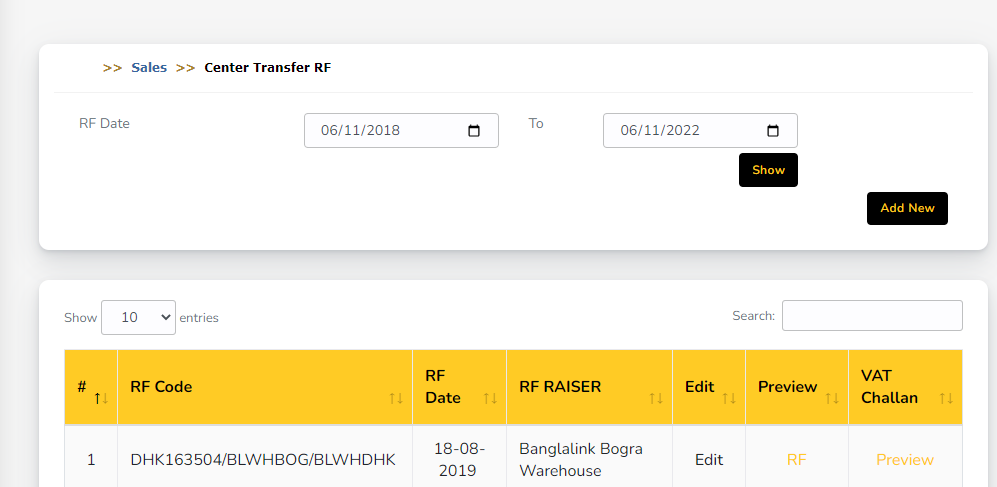 >> Sales >> Center Transfer RF
RF Date 06/11/2018 To 06/11/2022
Show
Add New
Show 10 entries Search:
# RF Code RF Date RF RAISER Edit Preview VAT Challan
1 DHK163504/BLWHBOG/BLWHDHK 18-08-2019 Banglalink Bogra Warehouse Edit RF Preview